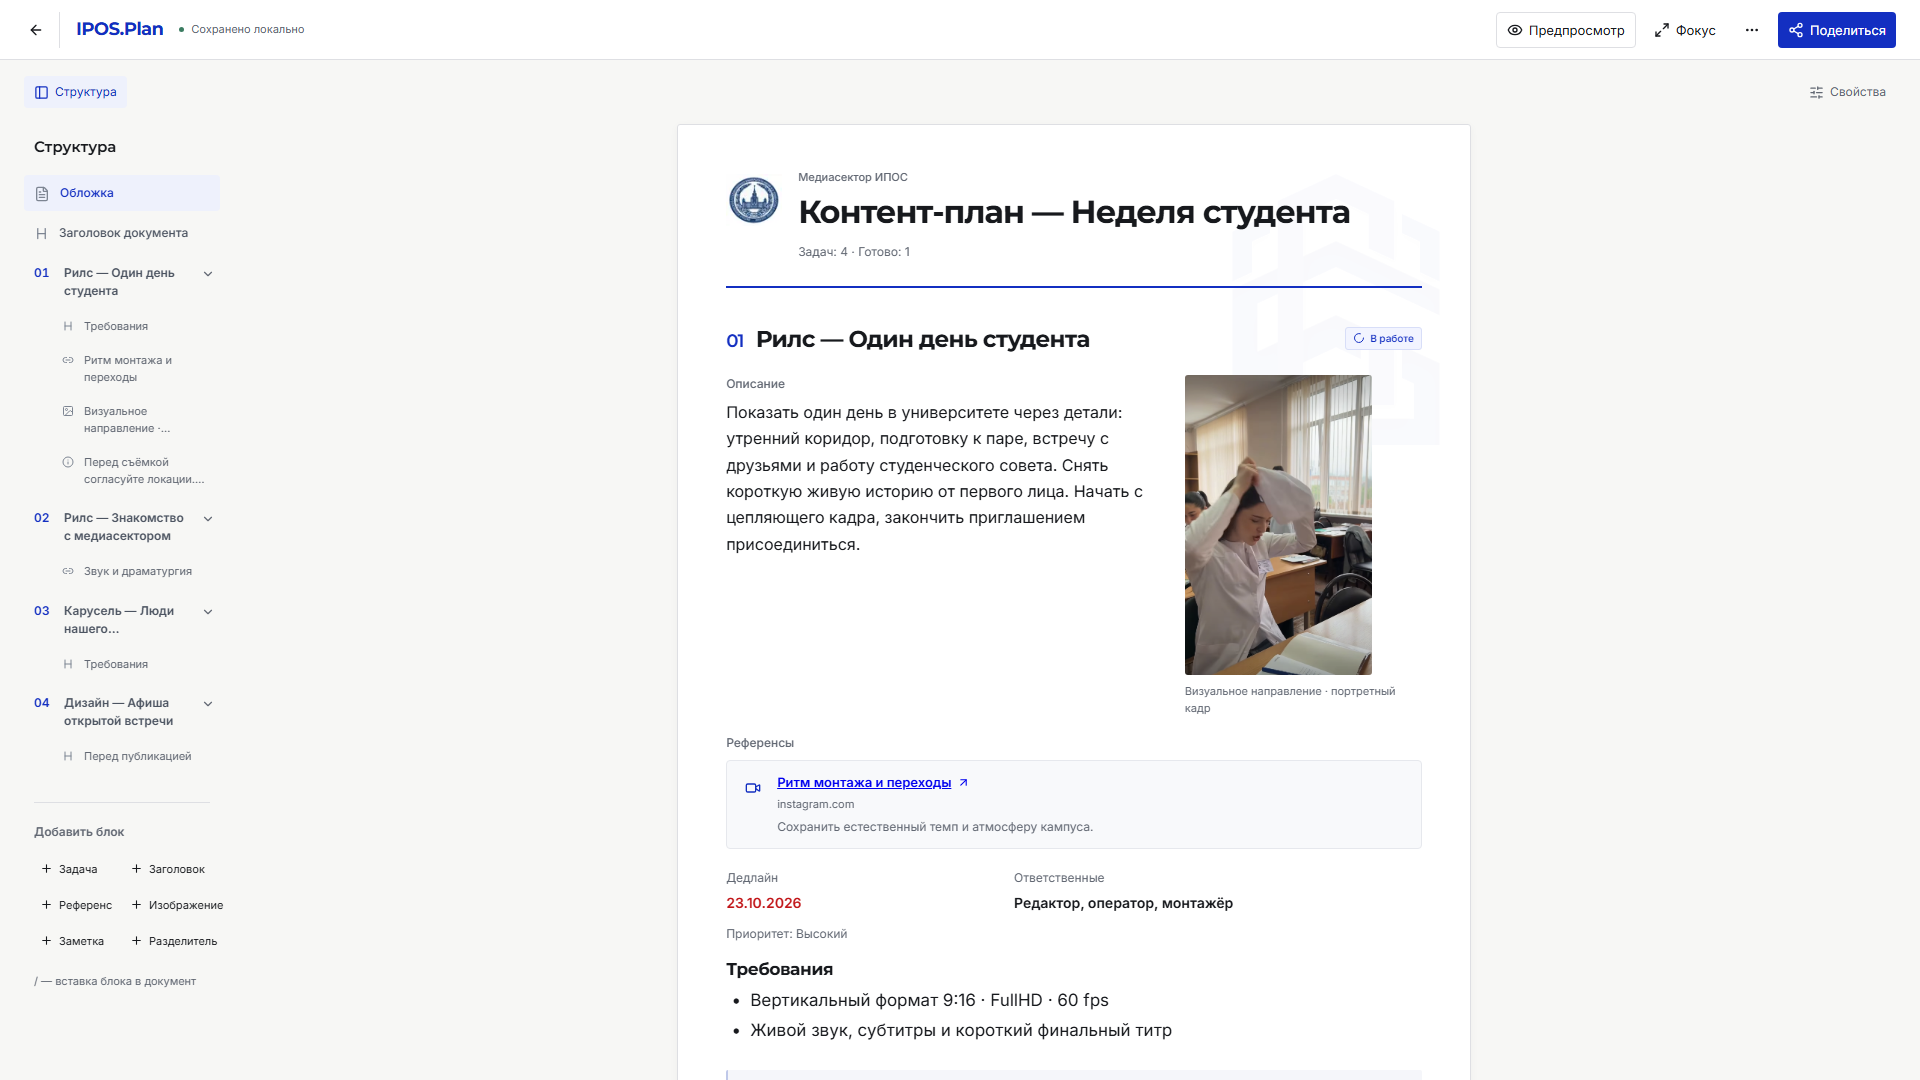 IPOS.Plan
Сохранено локально
Предпросмотр
Фокус
Поделиться
Структура
Свойства
Структура
Обложка
Заголовок документа
01 Рилс — Один день
студента
Требования
Ритм монтажа и
переходы
Визуальное
направление ·...
Перед съёмкой
согласуйте локации....
02 Рилс — Знакомство
с медиасектором
Звук и драматургия
03 Карусель — Люди
нашего...
Требования
04 Дизайн — Афиша
открытой встречи
Перед публикацией
Добавить блок
+ Задача
+ Заголовок
+ Референс
+ Изображение
+ Заметка
+ Разделитель
/ — вставка блока в документ
Медиасектор ИПОС
Контент-план — Неделя студента
Задач: 4 · Готово: 1
01 Рилс — Один день студента
В работе
Описание
Показать один день в университете через детали:
утренний коридор, подготовку к паре, встречу с
друзьями и работу студенческого совета. Снять
короткую живую историю от первого лица. Начать с
цепляющего кадра, закончить приглашением
присоединиться.
Визуальное направление · портретный
кадр
Референсы
Ритм монтажа и переходы
instagram.com
Сохранить естественный темп и атмосферу кампуса.
Дедлайн
23.10.2026
Ответственные
Редактор, оператор, монтажёр
Приоритет: Высокий
Требования
• Вертикальный формат 9:16 · FullHD · 60 fps
• Живой звук, субтитры и короткий финальный титр